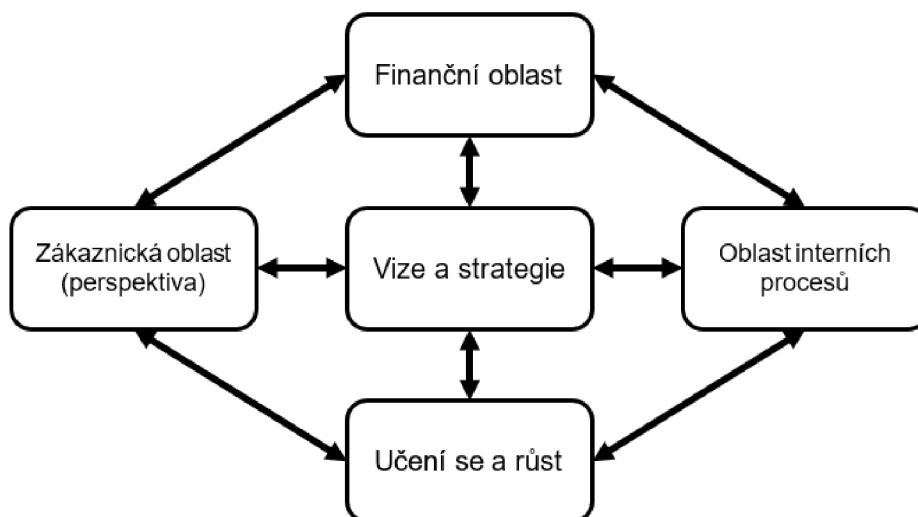 Finanční oblast
Zákaznická oblast
(perspektiva)
Vize a strategie
Oblast interních
procesů
Učení se a růst